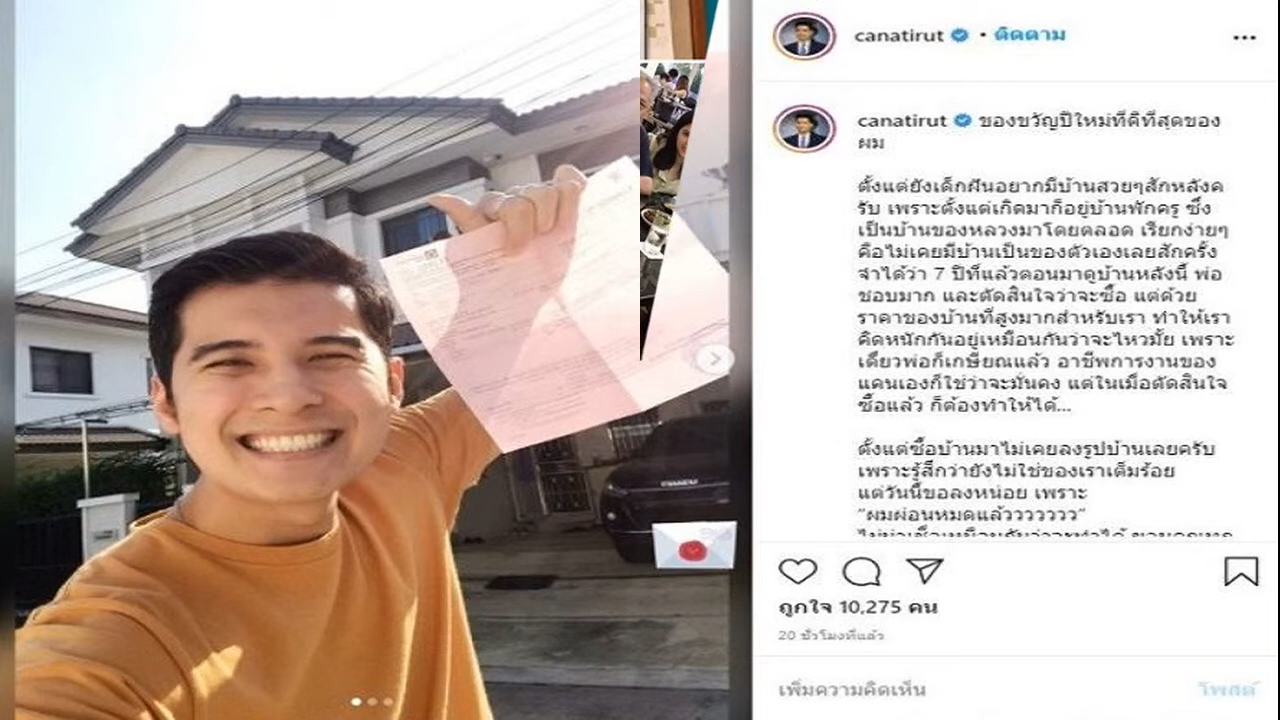 canatirut • ติดตาม
canatirut ของขวัญปีใหม่ที่ดีที่สุดของ
ผม
ตั้งแต่ยังเด็กฝันอยากมีบ้านสวยๆสักหลังค
รับ เพราะตั้งแต่เกิดมาก็อยู่บ้านพักครู ซึ่ง
เป็นบ้านของหลวงมาโดยตลอด เรียกง่ายๆ
คือไม่เคยมีบ้านเป็นของตัวเองเลยสักครั้ง
จำได้ว่า 7 ปีที่แล้วตอนมาดูบ้านหลังนี้ พ่อ
ชอบมาก และตัดสินใจว่าจะซื้อ แต่ด้วย
ราคาของบ้านที่สูงมากสำหรับเรา ทำให้เรา
คิดหนักกันอยู่เหมือนกันว่าจะไหวมั้ย เพราะ
เดี๋ยวพ่อก็เกษียณแล้ว อาชีพการงานของ
แคนเองก็ใช่ว่าจะมั่นคง แต่ในเมื่อตัดสินใจ
ซื้อแล้ว ก็ต้องทำให้ได้...
ตั้งแต่ซื้อบ้านมาไม่เคยลงรูปบ้านเลยครับ
เพราะรู้สึกว่ายังไม่ใช่ของเราเต็มร้อย
แต่วันนี้ขอลงหน่อย เพราะ
"ผมผ่อนหมดแล้วววววววว"
ถูกใจ 10,275 คน
20 ชั่วโมงที่แล้ว
เพิ่มความคิดเห็น
โพสต์
ISUZU